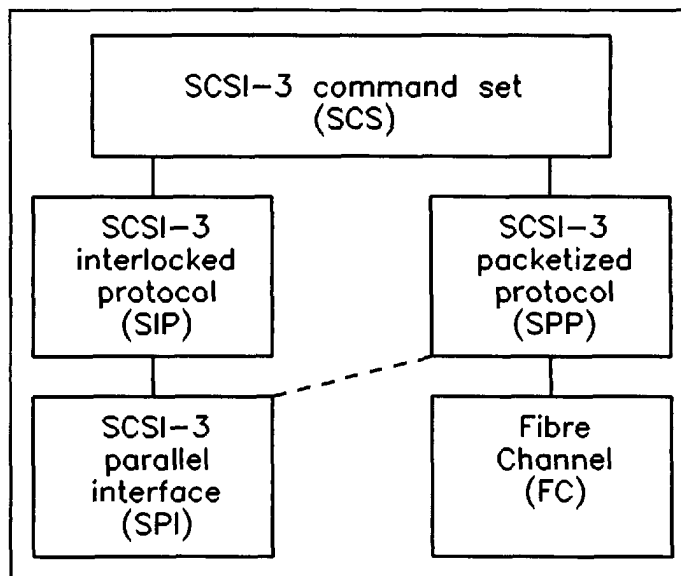 SCSI-3 command set
(SCS)
SCSI-3
interlocked
protocol
(SIP)
SCSI-3
packetized
protocol
(SPP)
SCSI-3
parallel
interface
(SPI)
Fibre
Channel
(FC)